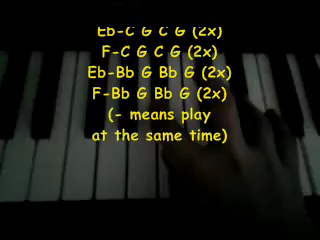 Eb-C G C G (2x)
F-C G C G (2x)
Eb-Bb G Bb G (2x)
F-Bb G Bb G (2x)
(- means play
at the same time)